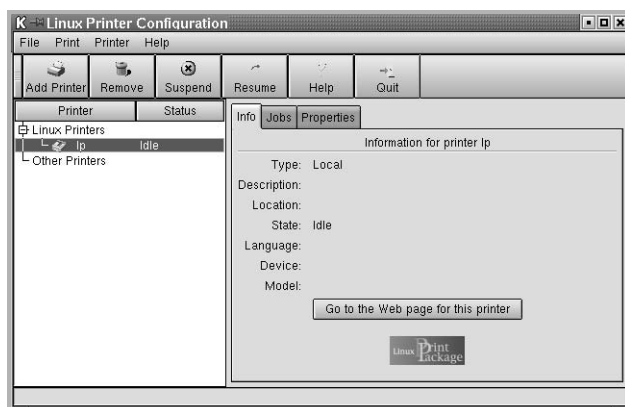 Linux Printer Configuration
File Print Printer Help
Add Printer Remove Suspend Resume Help Quit
Printer Status
Linux Printers
lp Idle
Other Printers
Info Jobs Properties
Information for printer lp
Type: Local
Description:
Location:
State: Idle
Language:
Device:
Model:
Go to the Web page for this printer
Linux Print Package